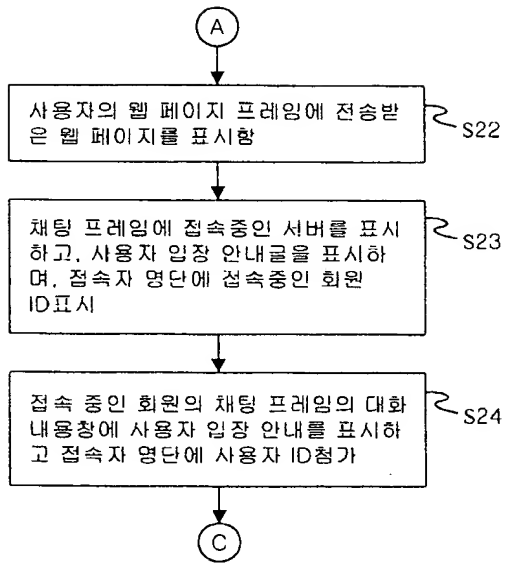 A
사용자의 웹 페이지 프레임에 전송받
은 웹 페이지를 표시함
S22
채팅 프레임에 접속중인 서버를 표시
하고, 사용자 입장 안내글을 표시하
며, 접속자 명단에 접속중인 회원
ID표시
S23
접속 중인 회원의 채팅 프레임의 대화
내용창에 사용자 입장 안내를 표시하
고 접속자 명단에 사용자 ID첨가
S24
C